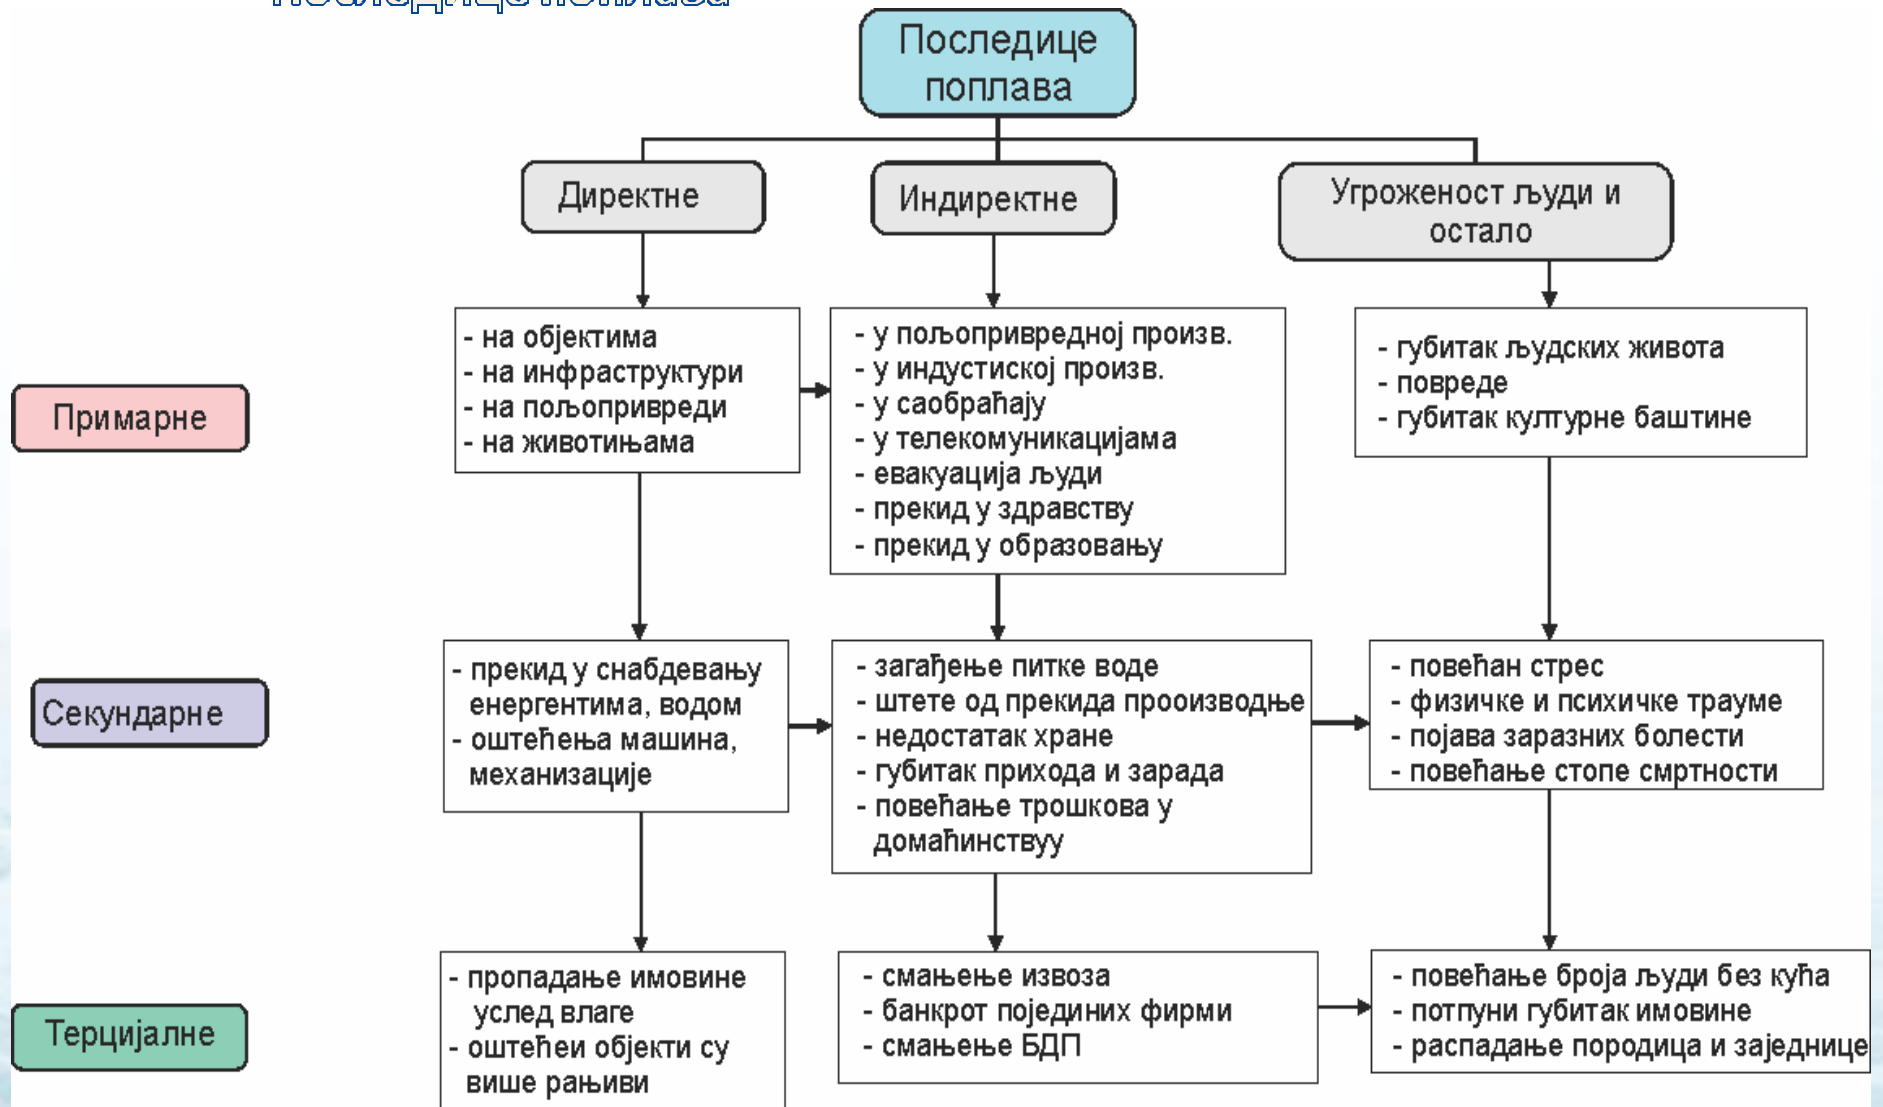 Последице поплава
Последице
поплава
Директне
Индиректне
Угроженост људи и
остало
Примарне
- на објектима
- на инфраструктури
- на пољопривреди
- на животињама
- у пољопривредној произв.
- у индустиској произв.
- у саобраћају
- у телекомуникацијама
- евакуација људи
- прекид у здравству
- прекид у образовању
- губитак људских живота
- повреде
- губитак културне баштине
Секундарне
- прекид у снабдевању
енергентима, водом
- оштећења машина,
механизације
- загађење питке воде
- штете од прекида прооизводње
- недостатак хране
- губитак прихода и зарада
- повећање трошкова у
домаћинствуу
- повећан стрес
- физичке и психичке трауме
- појава заразних болести
- повећање стопе смртности
Терцијалне
- пропадање имовине
услед влаге
- оштећеи објекти су
више рањиви
- смањење извоза
- банкрот појединих фирми
- смањење БДП
- повећање броја људи без кућа
- потпуни губитак имовине
- распадање породица и заједнице